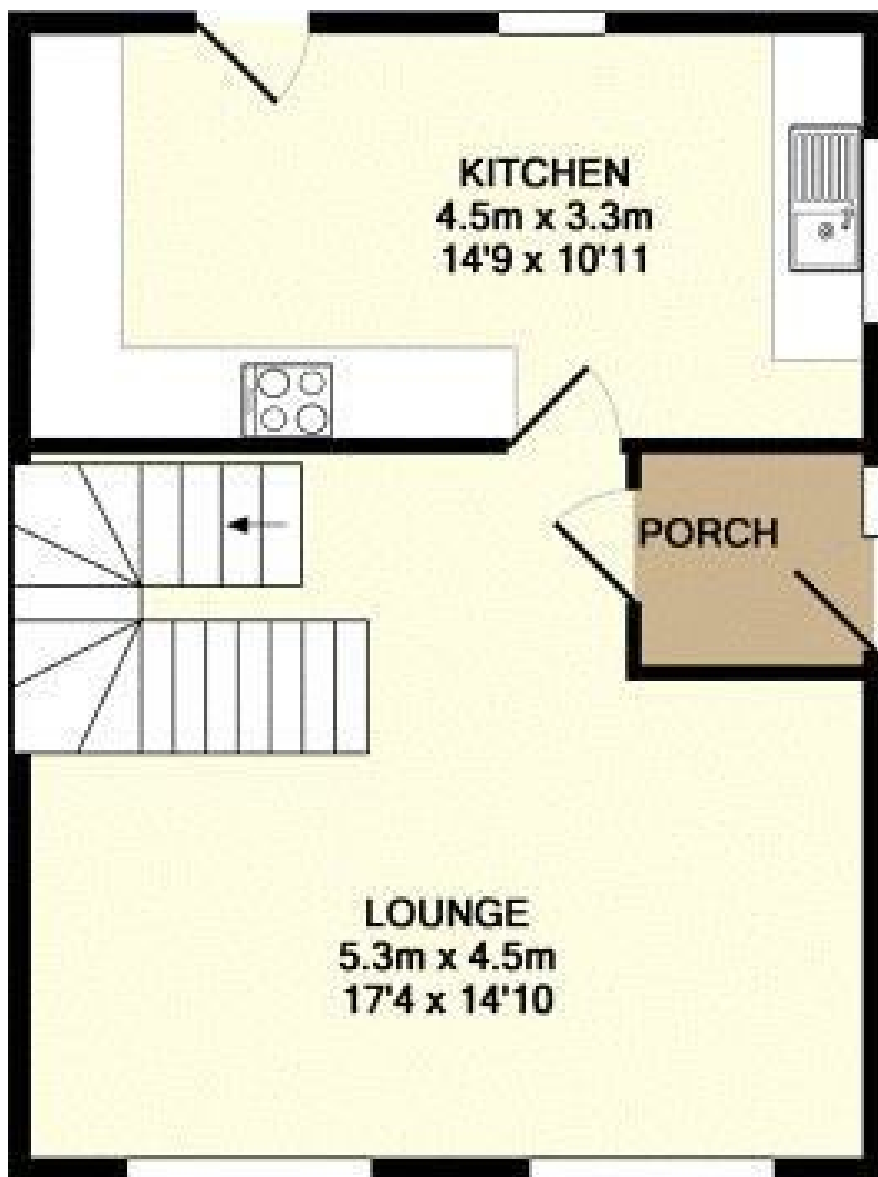 KITCHEN
4.5m x 3.3m
14'9 x 10'11
PORCH
LOUNGE
5.3m x 4.5m
17'4 x 14'10